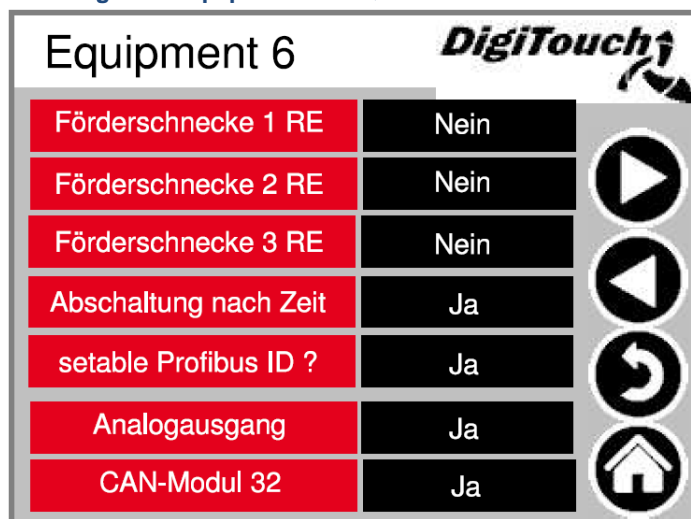 Equipment 6
DigiTouch
Förderschnecke 1 RE Nein
Förderschnecke 2 RE Nein
Förderschnecke 3 RE Nein
Abschaltung nach Zeit Ja
setable Profibus ID ? Ja
Analogausgang Ja
CAN-Modul 32 Ja